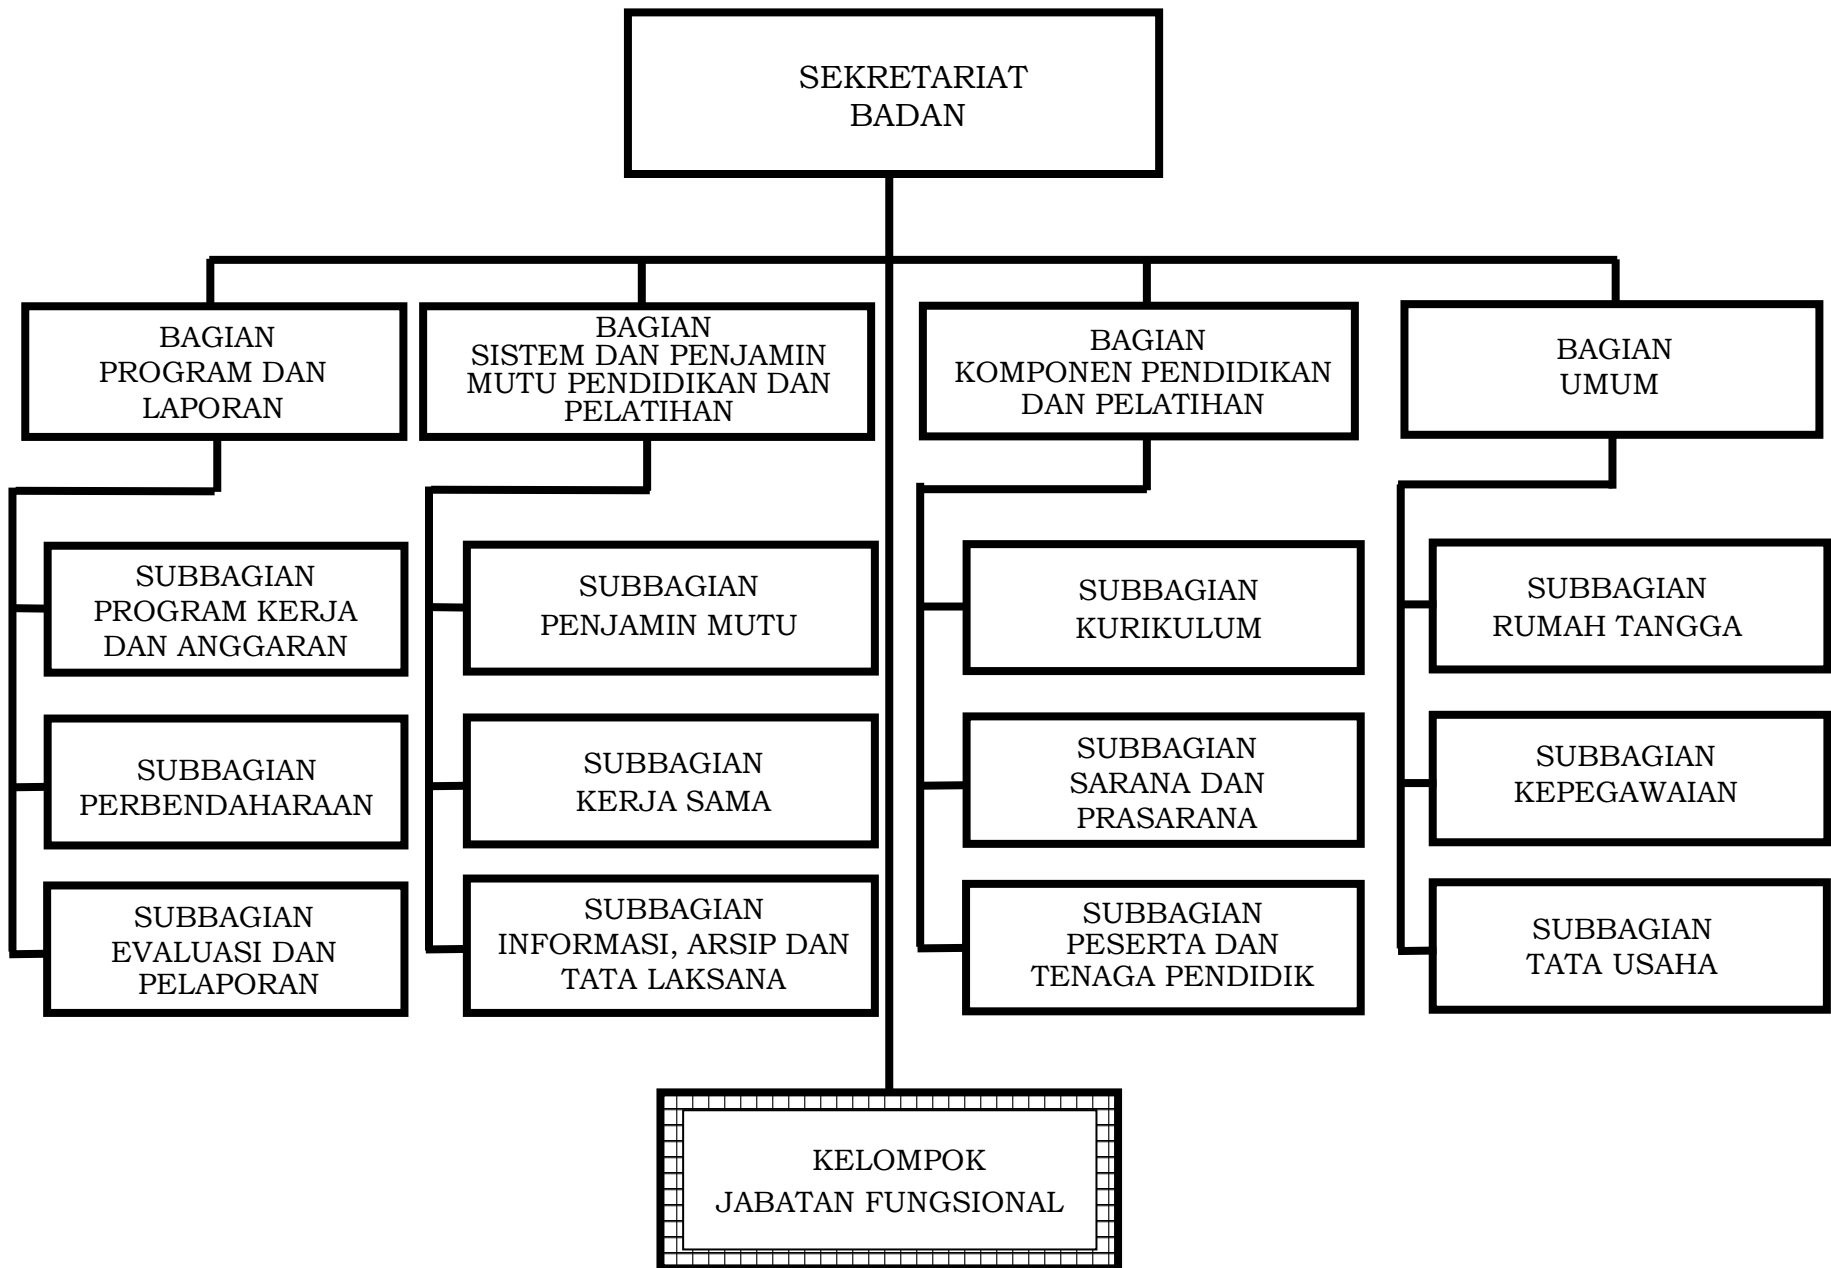 SEKRETARIAT
BADAN
BAGIAN
PROGRAM DAN
LAPORAN
BAGIAN
SISTEM DAN PENJAMIN
MUTU PENDIDIKAN DAN
PELATIHAN
BAGIAN
KOMPONEN PENDIDIKAN
DAN PELATIHAN
BAGIAN
UMUM
SUBBAGIAN
PROGRAM KERJA
DAN ANGGARAN
SUBBAGIAN
PENJAMIN MUTU
SUBBAGIAN
KURIKULUM
SUBBAGIAN
RUMAH TANGGA
SUBBAGIAN
PERBENDAHARAAN
SUBBAGIAN
KERJA SAMA
SUBBAGIAN
SARANA DAN
PRASARANA
SUBBAGIAN
KEPEGAWAIAN
SUBBAGIAN
EVALUASI DAN
PELAPORAN
SUBBAGIAN
INFORMASI, ARSIP DAN
TATA LAKSANA
SUBBAGIAN
PESERTA DAN
TENAGA PENDIDIK
SUBBAGIAN
TATA USAHA
KELOMPOK
JABATAN FUNGSIONAL